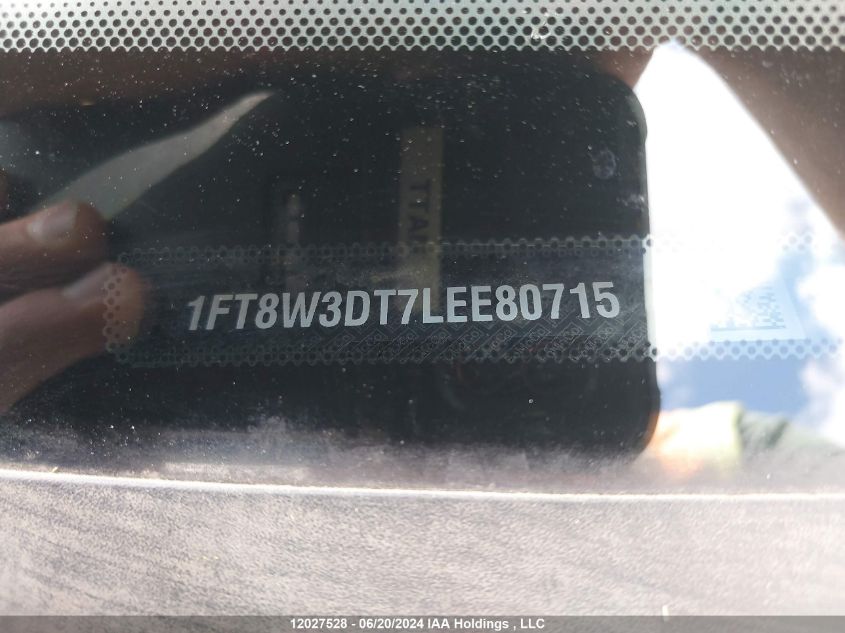 1FT8W3DT7LEE80715
12027528 - 06/20/2024 IAA Holdings , LLC